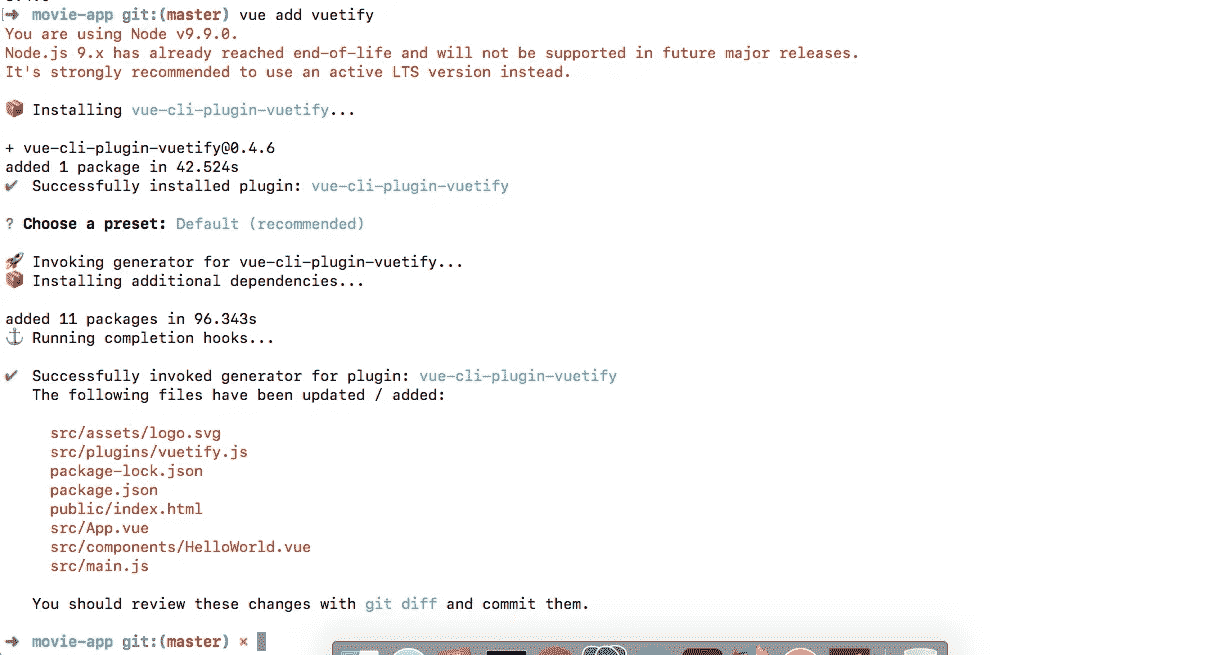 ➜ movie-app git:(master) vue add vuetify
You are using Node v9.9.0.
Node.js 9.x has already reached end-of-life and will not be supported in future major releases.
It's strongly recommended to use an active LTS version instead.
📦 Installing vue-cli-plugin-vuetify...
+ vue-cli-plugin-vuetify@0.4.6
added 1 package in 42.524s
✔ Successfully installed plugin: vue-cli-plugin-vuetify
? Choose a preset: Default (recommended)
🚀 Invoking generator for vue-cli-plugin-vuetify...
📦 Installing additional dependencies...
added 11 packages in 96.343s
⚓ Running completion hooks...
✔ Successfully invoked generator for plugin: vue-cli-plugin-vuetify
The following files have been updated / added:
src/assets/logo.svg
src/plugins/vuetify.js
package-lock.json
package.json
public/index.html
src/App.vue
src/components/HelloWorld.vue
src/main.js
You should review these changes with git diff and commit them.
➜ movie-app git:(master) ×